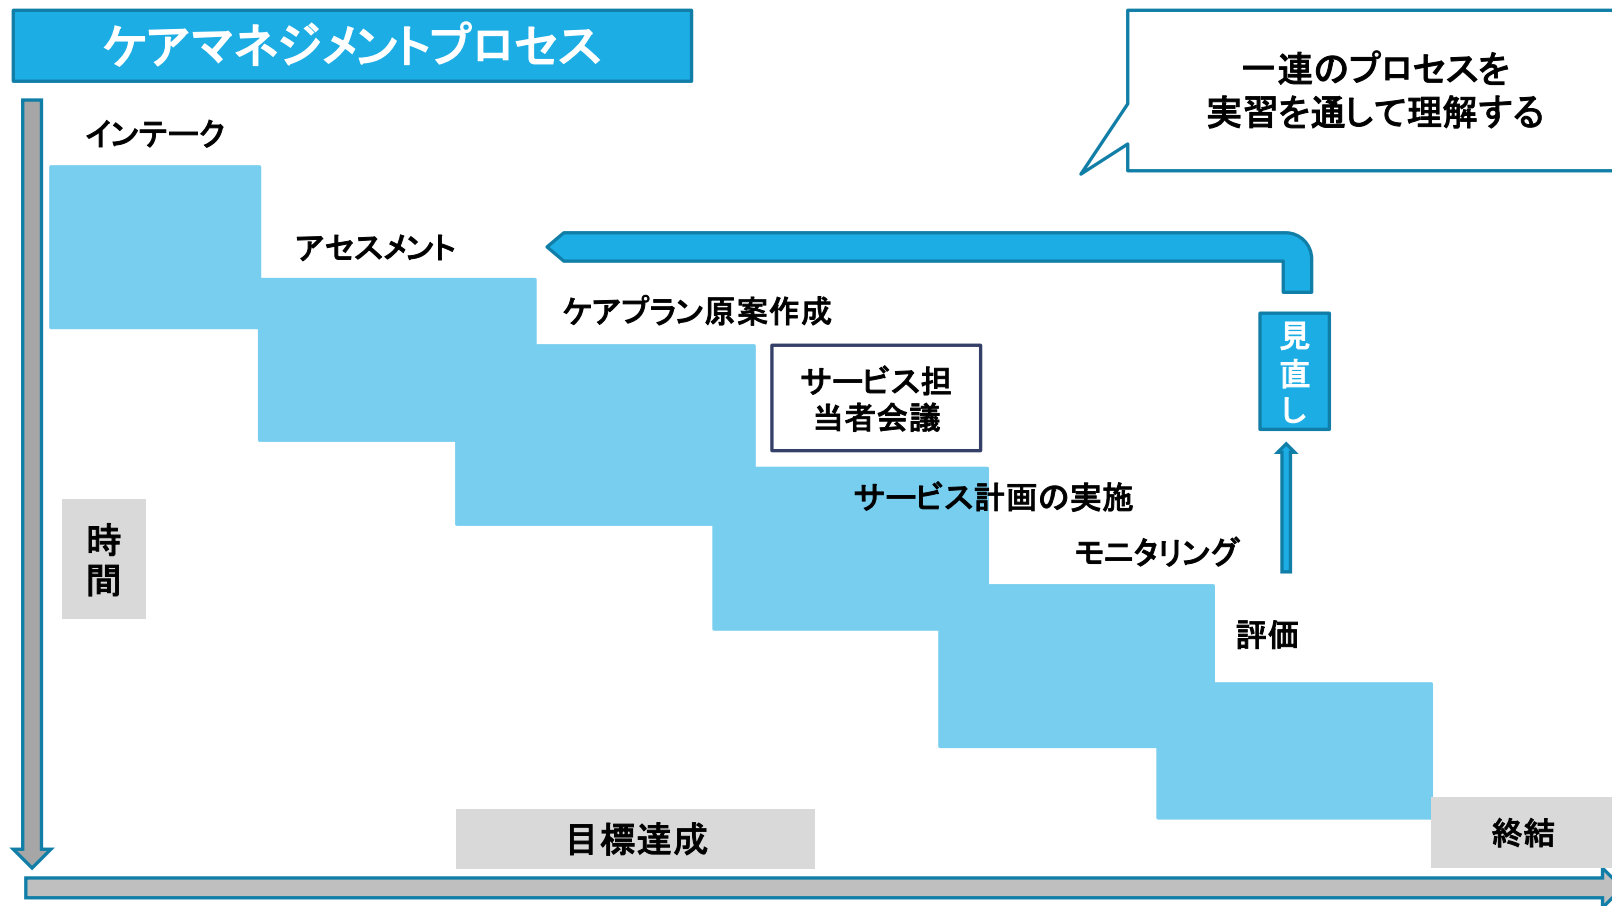 ケアマネジメントプロセス
一連のプロセスを
実習を通して理解する
インテーク
アセスメント
ケアプラン原案作成
サービス担
当者会議
見
直
し
サービス計画の実施
モニタリング
時
間
評価
目標達成
終結